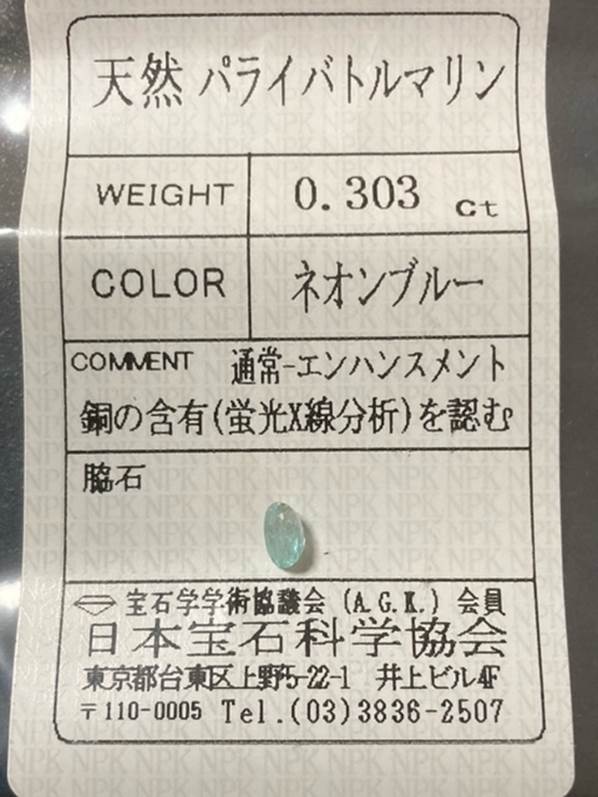 天然 パライバトルマリン
WEIGHT 0.303 ct
COLOR ネオンブルー
COMMENT 通常-エンハンスメント
銅の含有(蛍光X線分析)を認む
脇石
宝石学学術協議会 (A.G.K.) 会員
日本宝石科学協会
東京都台東区上野5-22-1 井上ビル4F
〒110-0005 Tel.(03)3836-2507